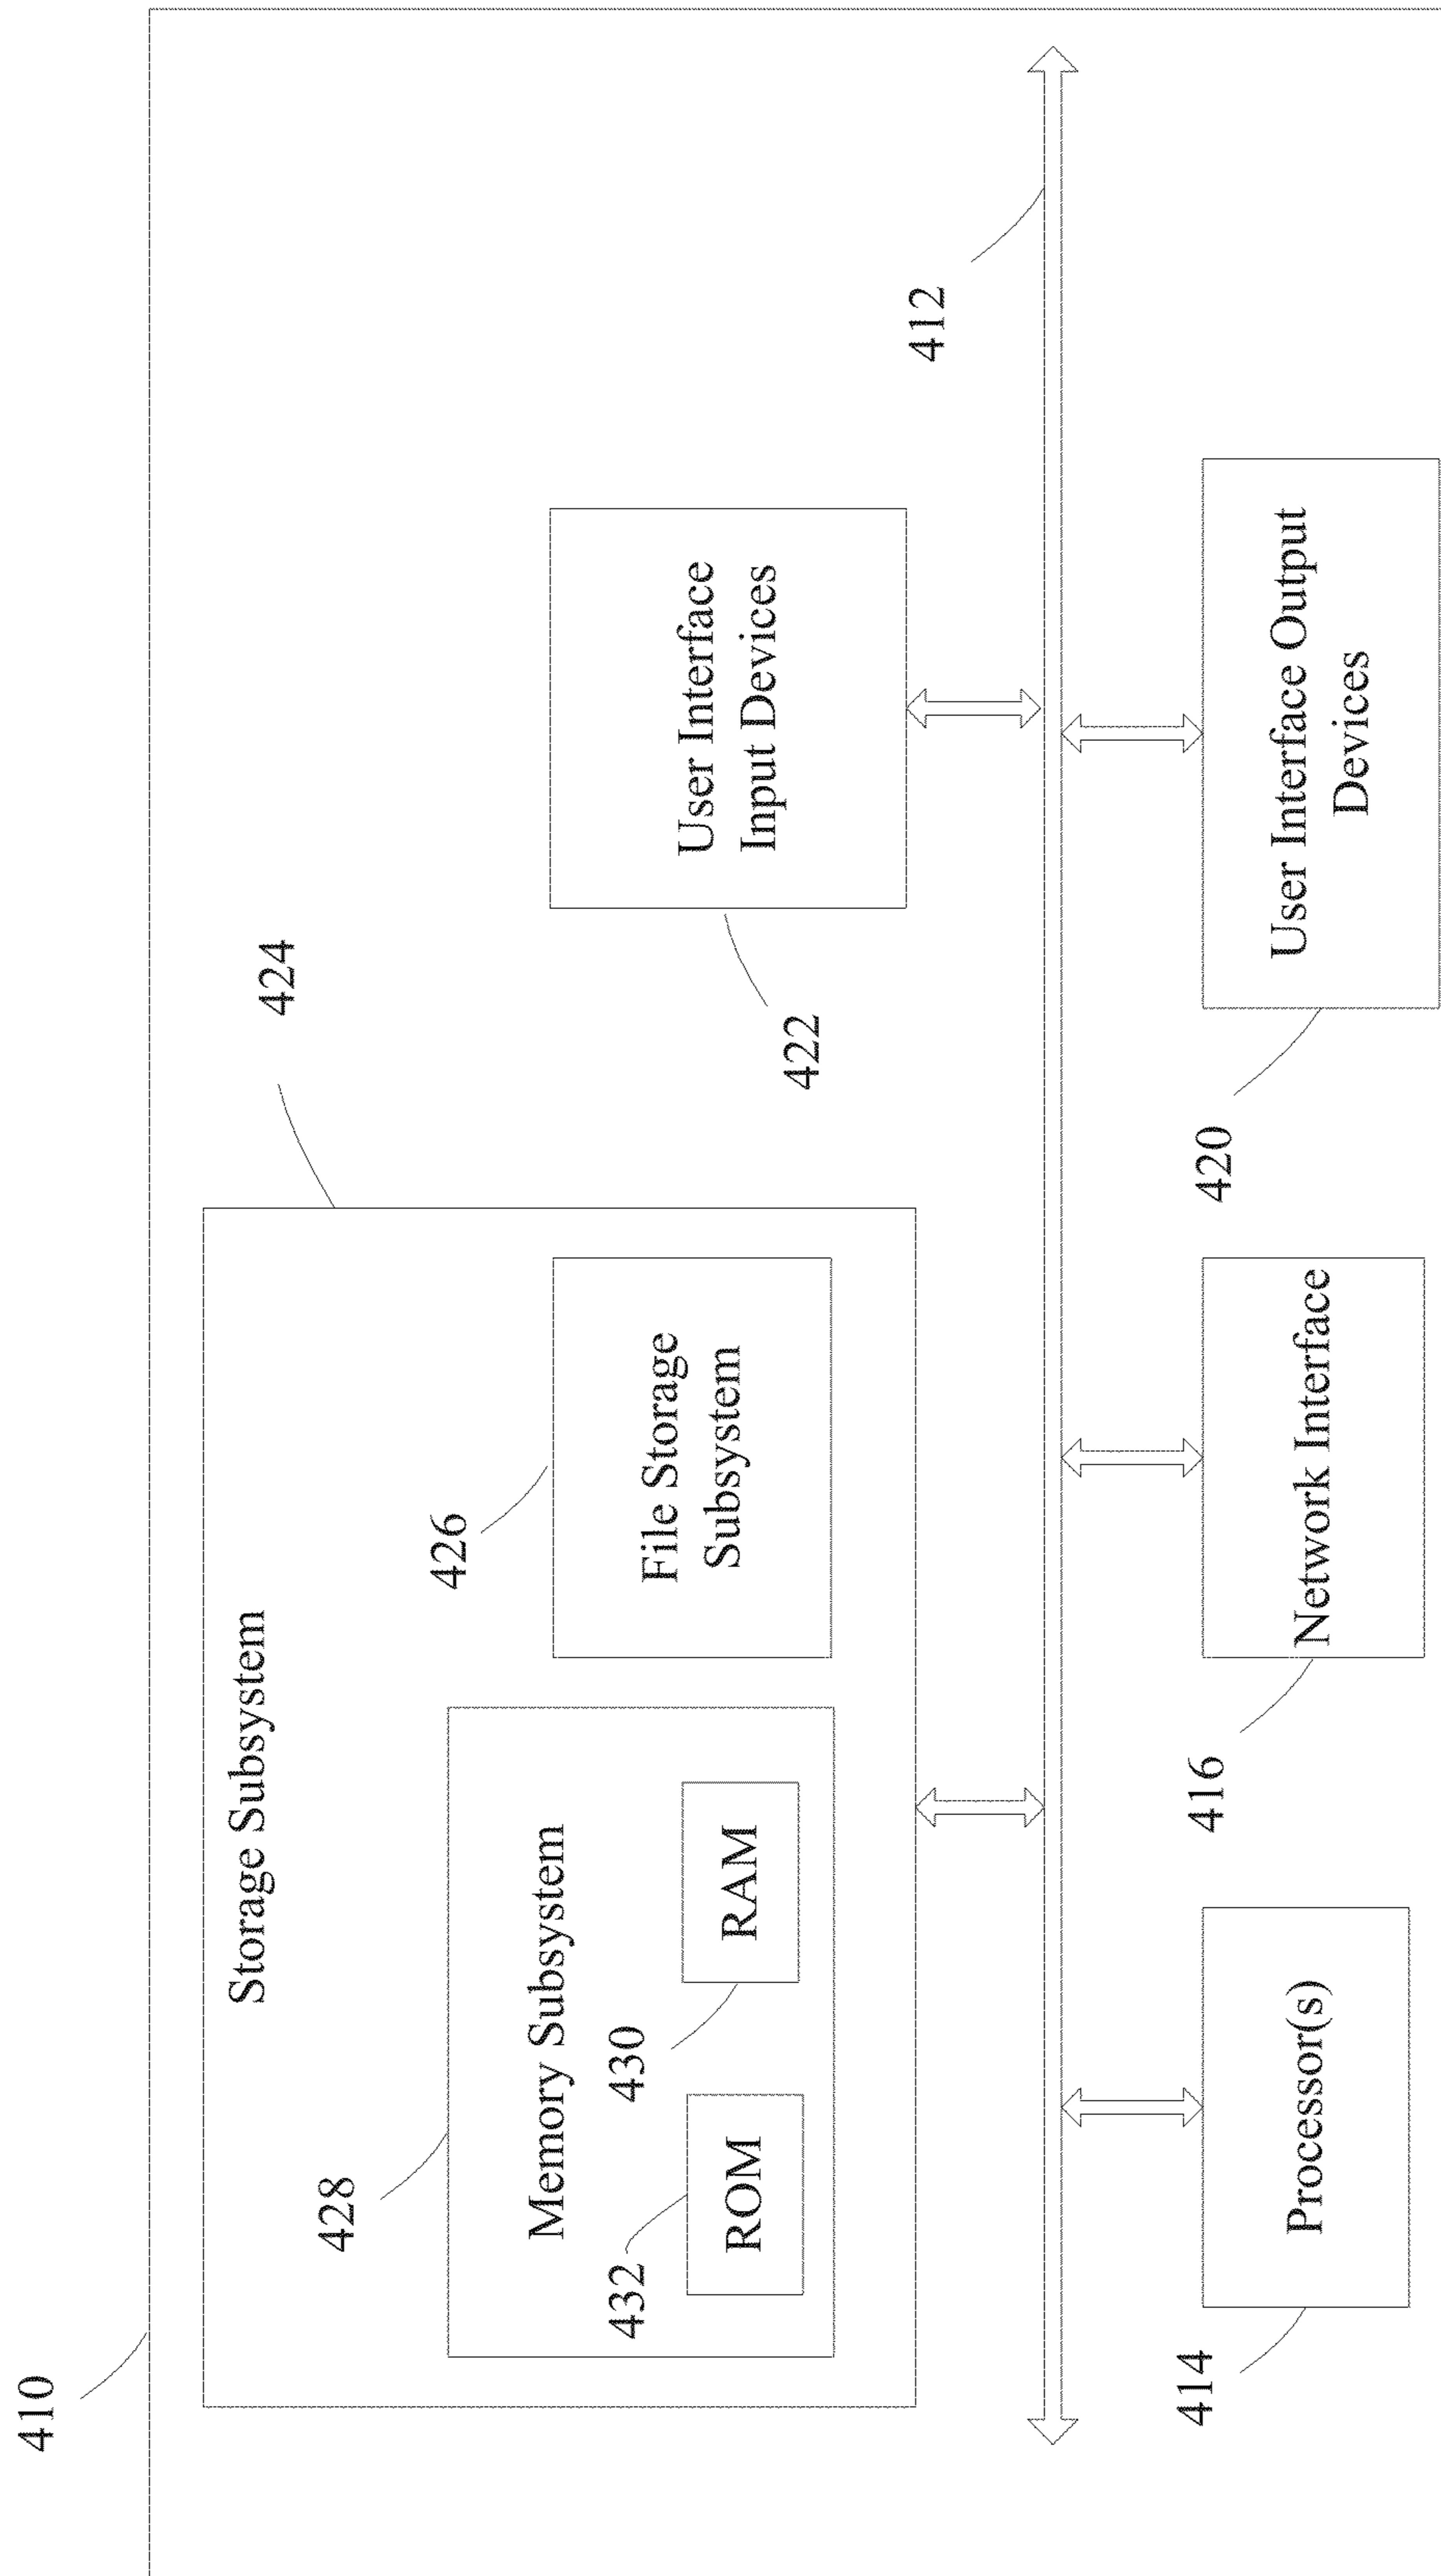 410
424
Storage Subsystem
428
Memory Subsystem
432
ROM
430
RAM
426
File Storage
Subsystem
422
User Interface
Input Devices
412
414
Processor(s)
416
Network Interface
420
User Interface Output
Devices